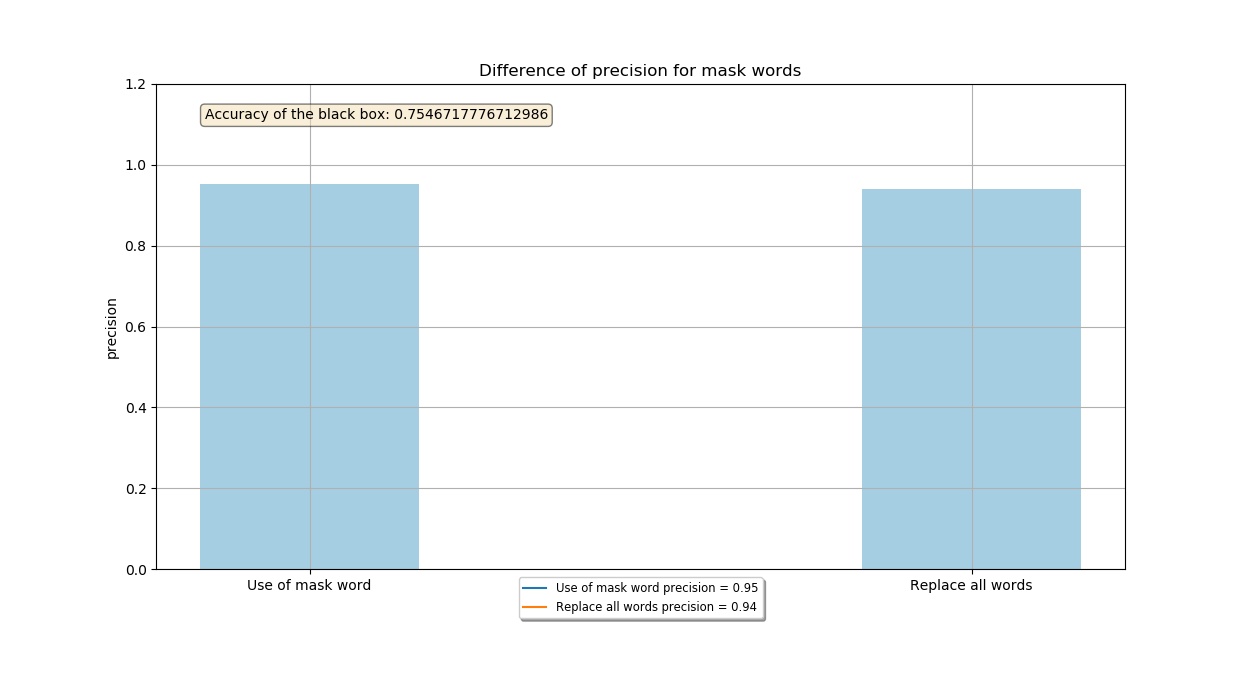 Difference of precision for mask words
1.2
Accuracy of the black box: 0.7546717776712986
1.0
0.8
0.6
precision
0.4
0.2
0.0
Use of mask word
Replace all words
Use of mask word precision = 0.95
Replace all words precision = 0.94